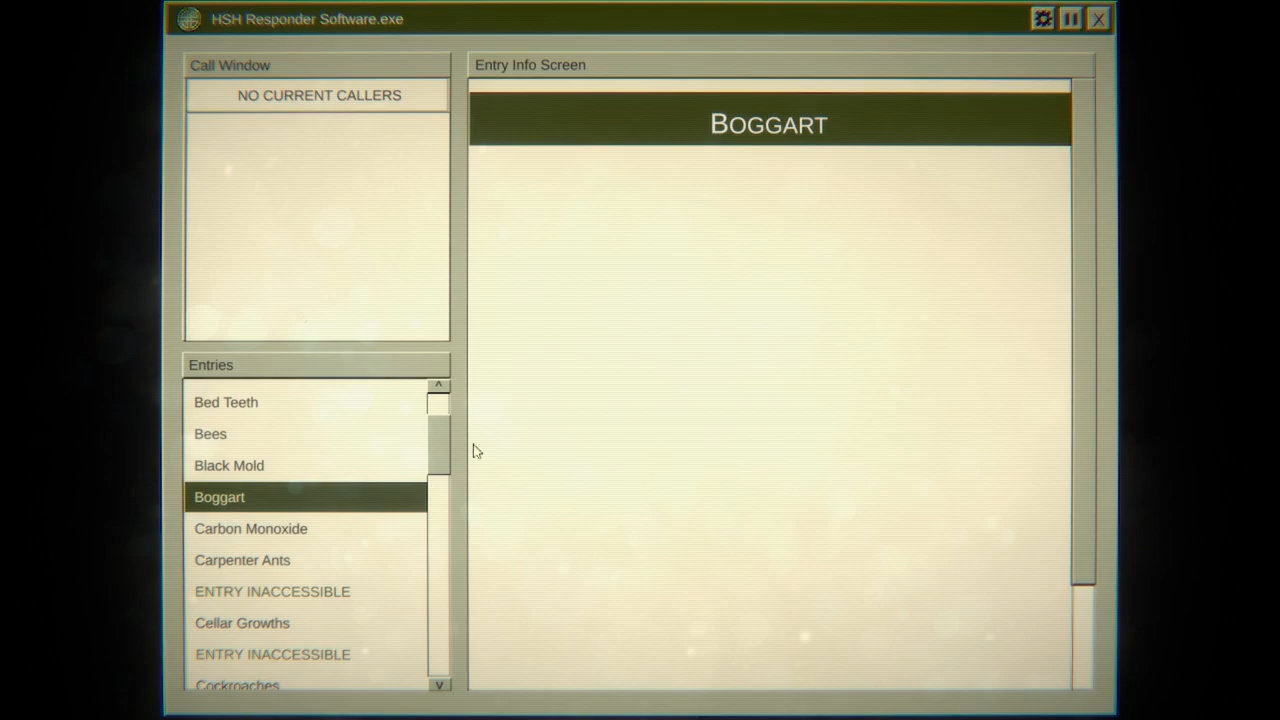 HSH Responder Software.exe
X
Call Window
NO CURRENT CALLERS
Entry Info Screen
BOGGART
Entries
^
Bed Teeth
Bees
Black Mold
Boggart
Carbon Monoxide
Carpenter Ants
ENTRY INACCESSIBLE
Cellar Growths
ENTRY INACCESSIBLE
Cockroaches
v